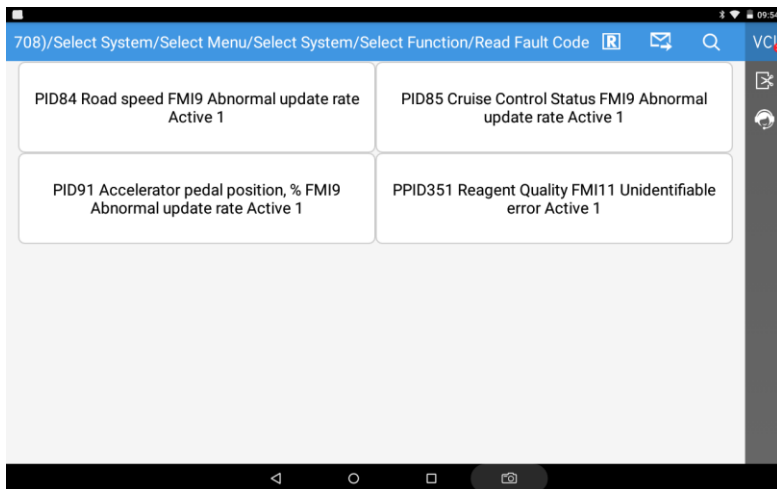 09:54
708)/Select System/Select Menu/Select System/Select Function/Read Fault Code R
VCI
PID84 Road speed FMI9 Abnormal update rate
Active 1
PID85 Cruise Control Status FMI9 Abnormal
update rate Active 1
PID91 Accelerator pedal position, % FMI9
Abnormal update rate Active 1
PPID351 Reagent Quality FMI11 Unidentifiable
error Active 1